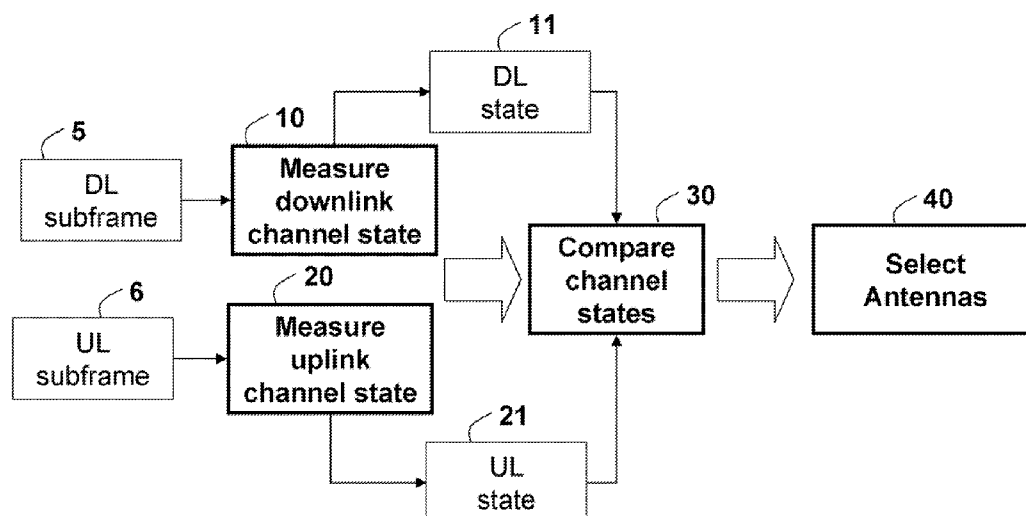 11
DL
state
10
5
Measure
downlink
channel state
DL
subframe
30
40
Compare
channel
states
Select
Antennas
20
6
Measure
uplink
channel state
UL
subframe
21
UL
state